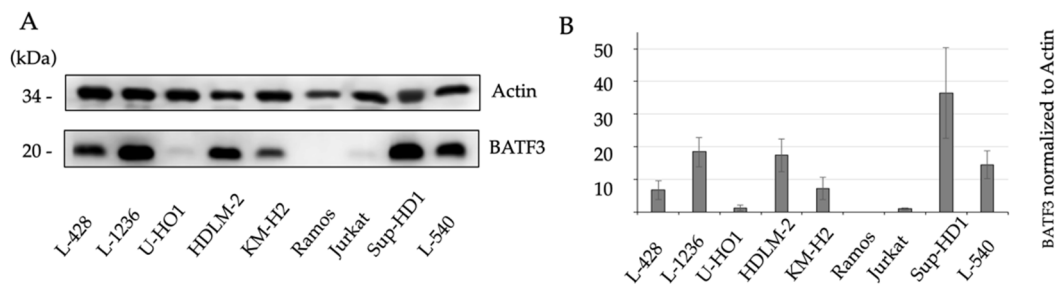 A
(kDa)
34 -
Actin
20 -
BATF3
L-428
L-1236
U-HO1
HDLM-2
KM-H2
Ramos
Jurkat
Sup-HD1
L-540
B
50
40
30
20
10
L-428
L-1236
U-HO1
HDLM-2
KM-H2
Ramos
Jurkat
Sup-HD1
L-540
BATF3 normalized to Actin